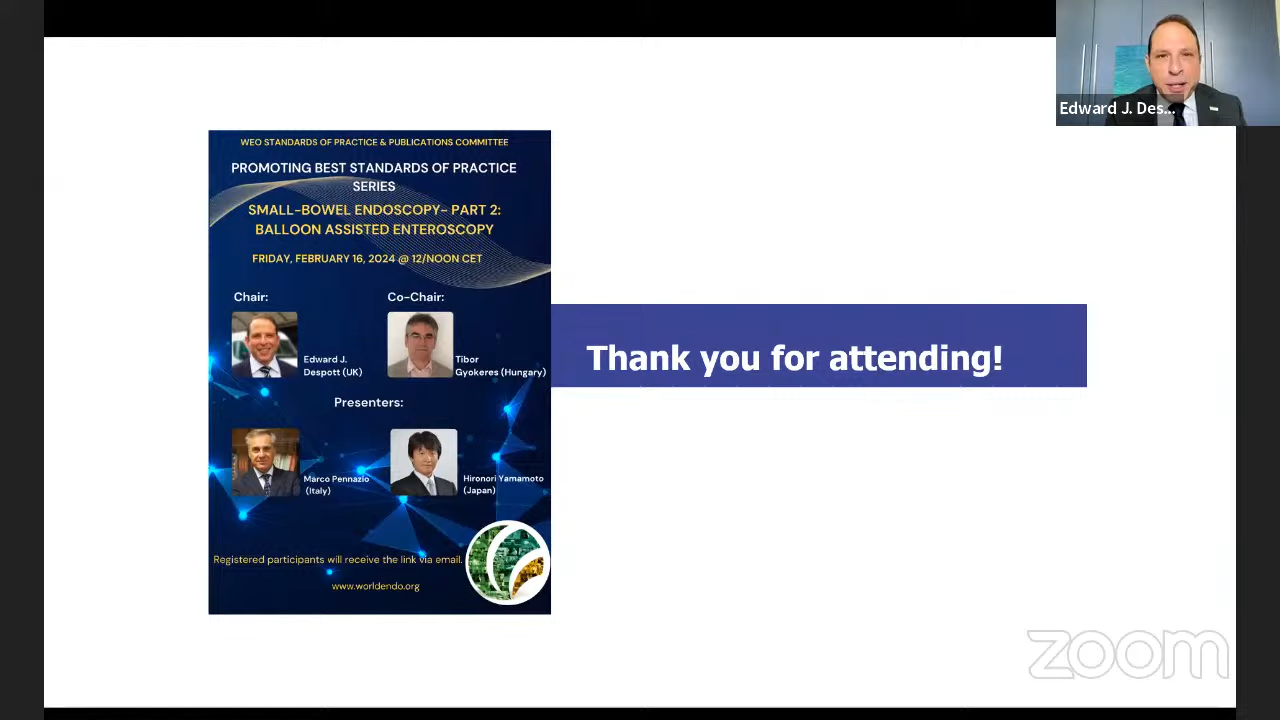 Edward J. Des...
WEO STANDARDS OF PRACTICE & PUBLICATIONS COMMITTEE
PROMOTING BEST STANDARDS OF PRACTICE
SERIES
SMALL-BOWEL ENDOSCOPY- PART 2:
BALLOON ASSISTED ENTEROSCOPY
FRIDAY, FEBRUARY 16, 2024 @ 12/NOON CET
Chair:
Co-Chair:
Edward J.
Despott (UK)
Tibor
Gyokeres (Hungary)
Thank you for attending!
Presenters:
Marco Pennazio
(Italy)
Hironori Yamamoto
(Japan)
Registered participants will receive the link via email.
www.worldendo.org
zoom